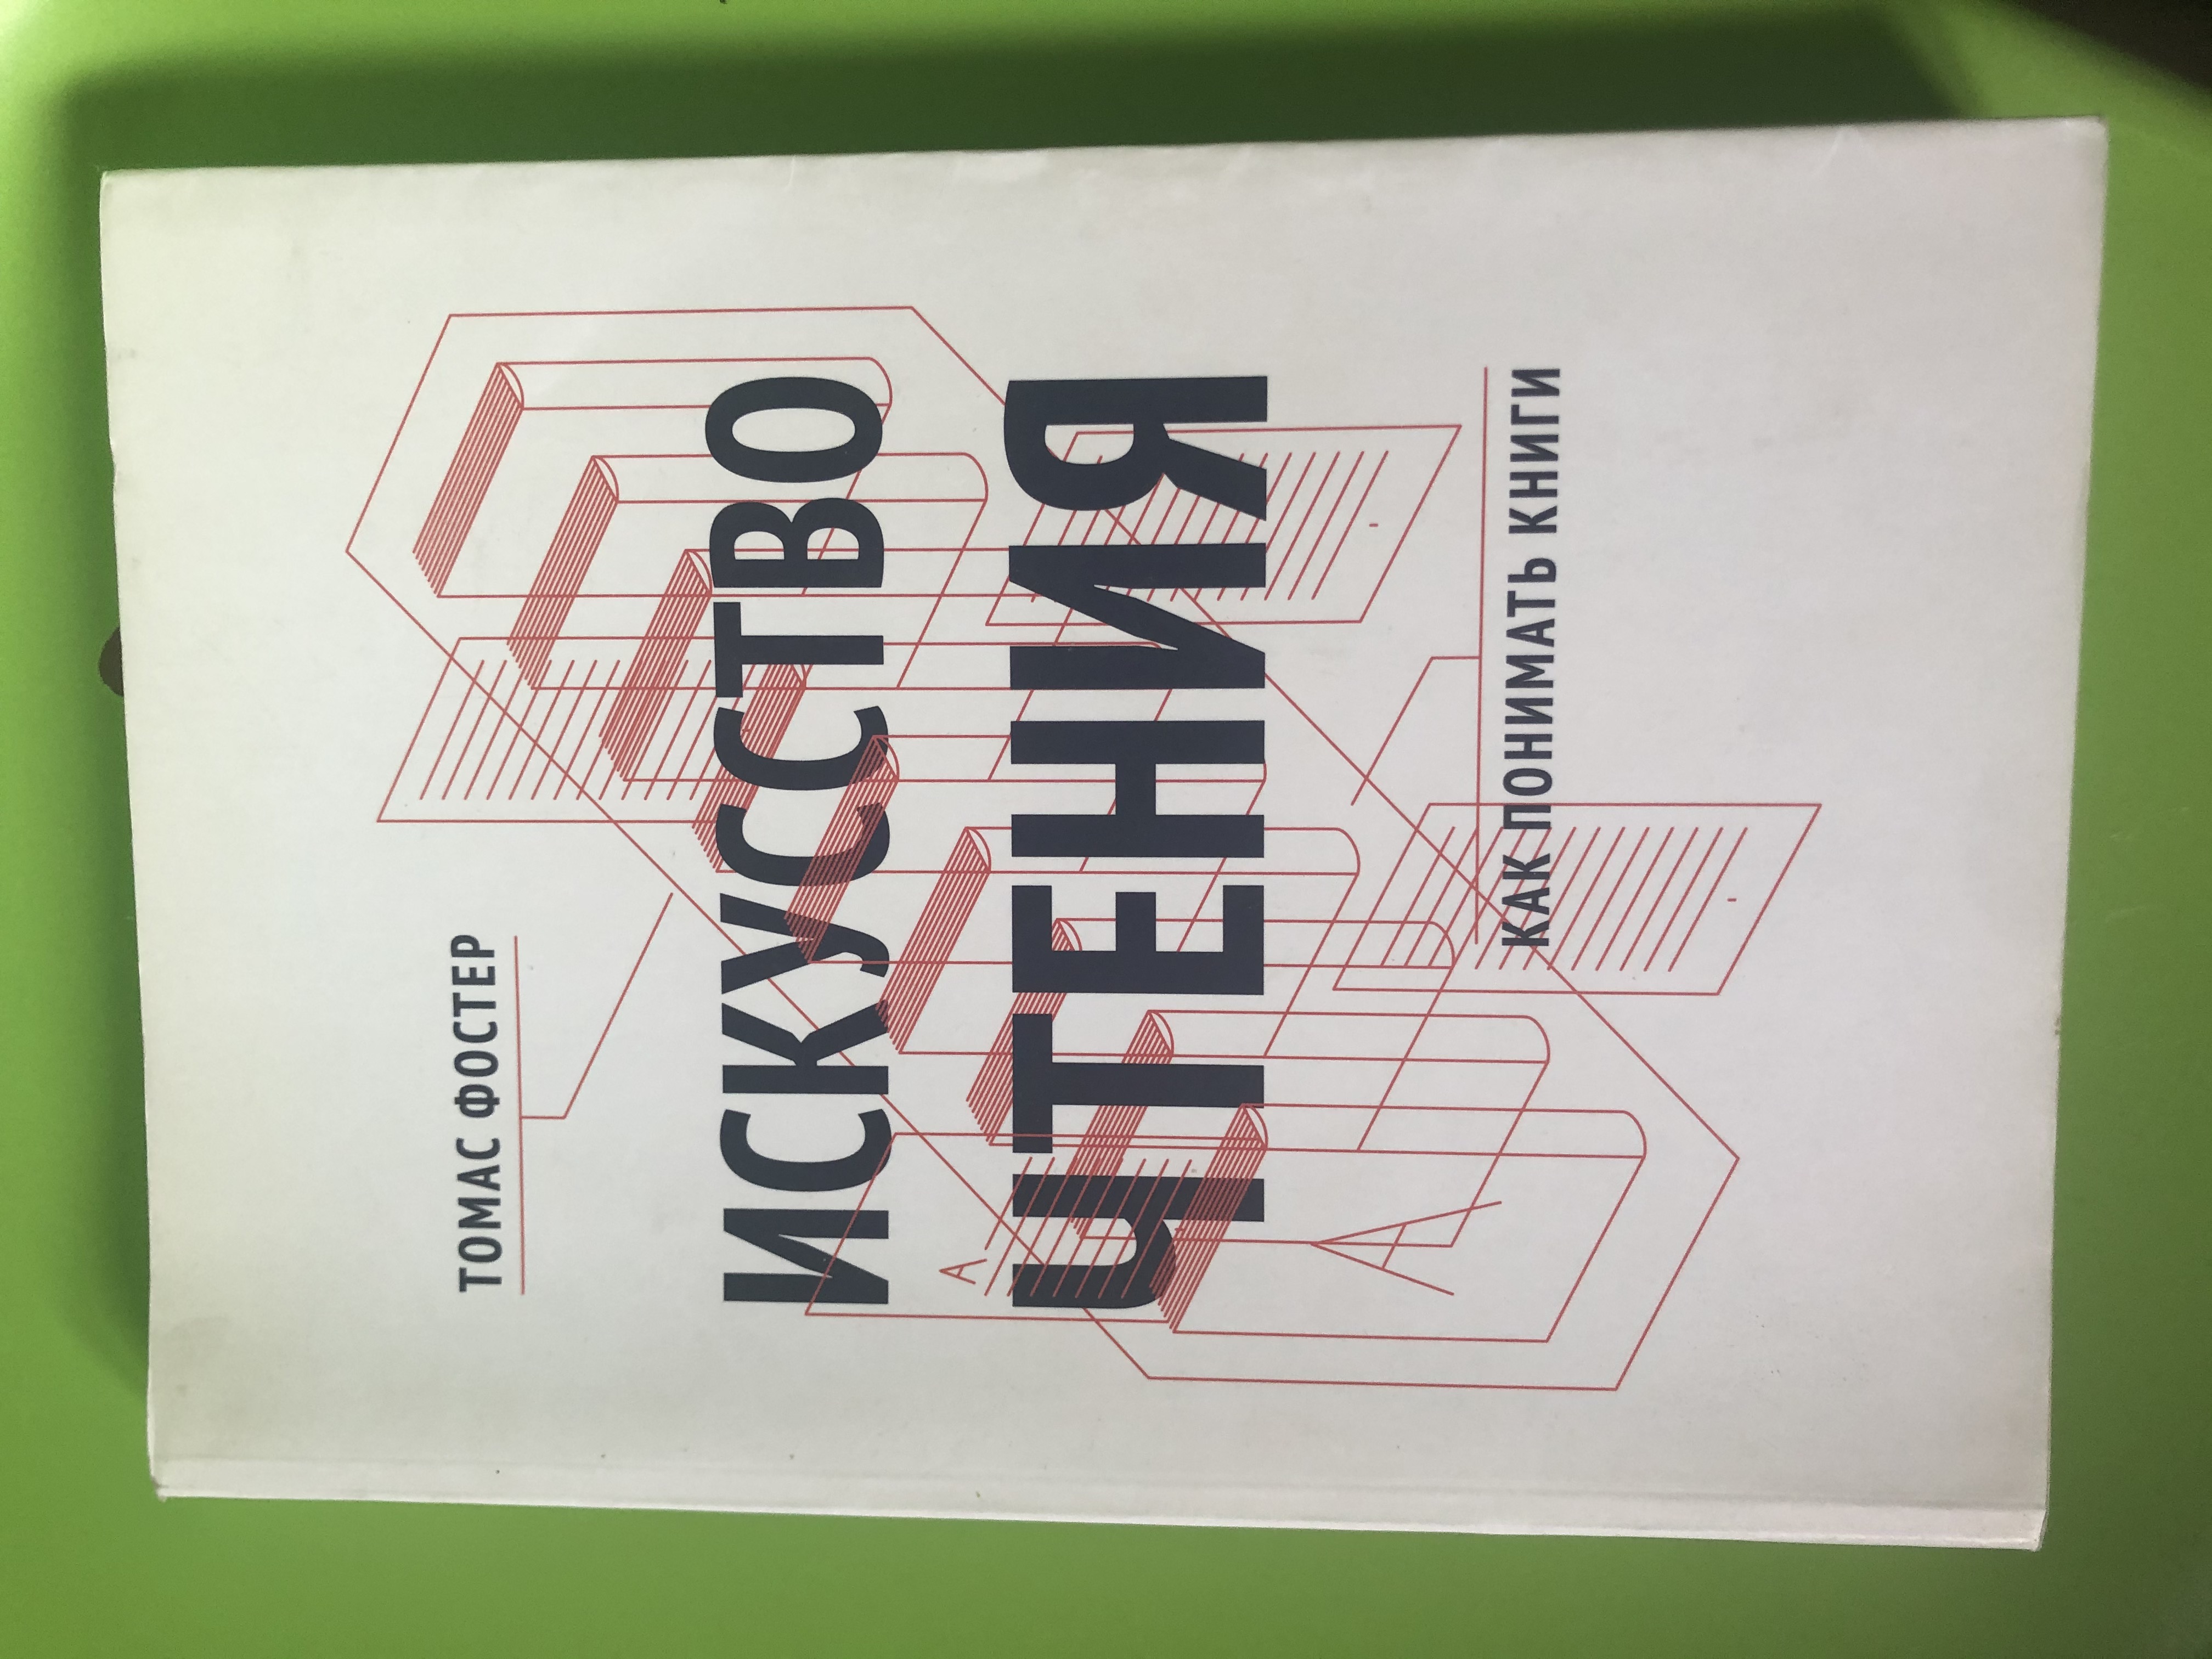 ТОМАС ФОСТЕР
ИСКУССТВО
ЧТЕНИЯ
КАК ПОНИМАТЬ КНИГИ
А
А